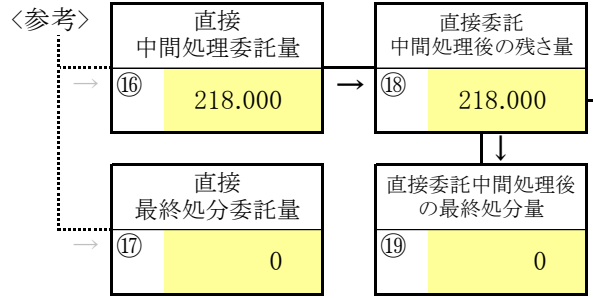 〈参考〉
直接
中間処理委託量
⑯
218.000
→
直接委託
中間処理後の残さ量
⑱
218.000
→
↓
直接
最終処分委託量
⑰
0
→
直接委託中間処理後
の最終処分量
⑲
0